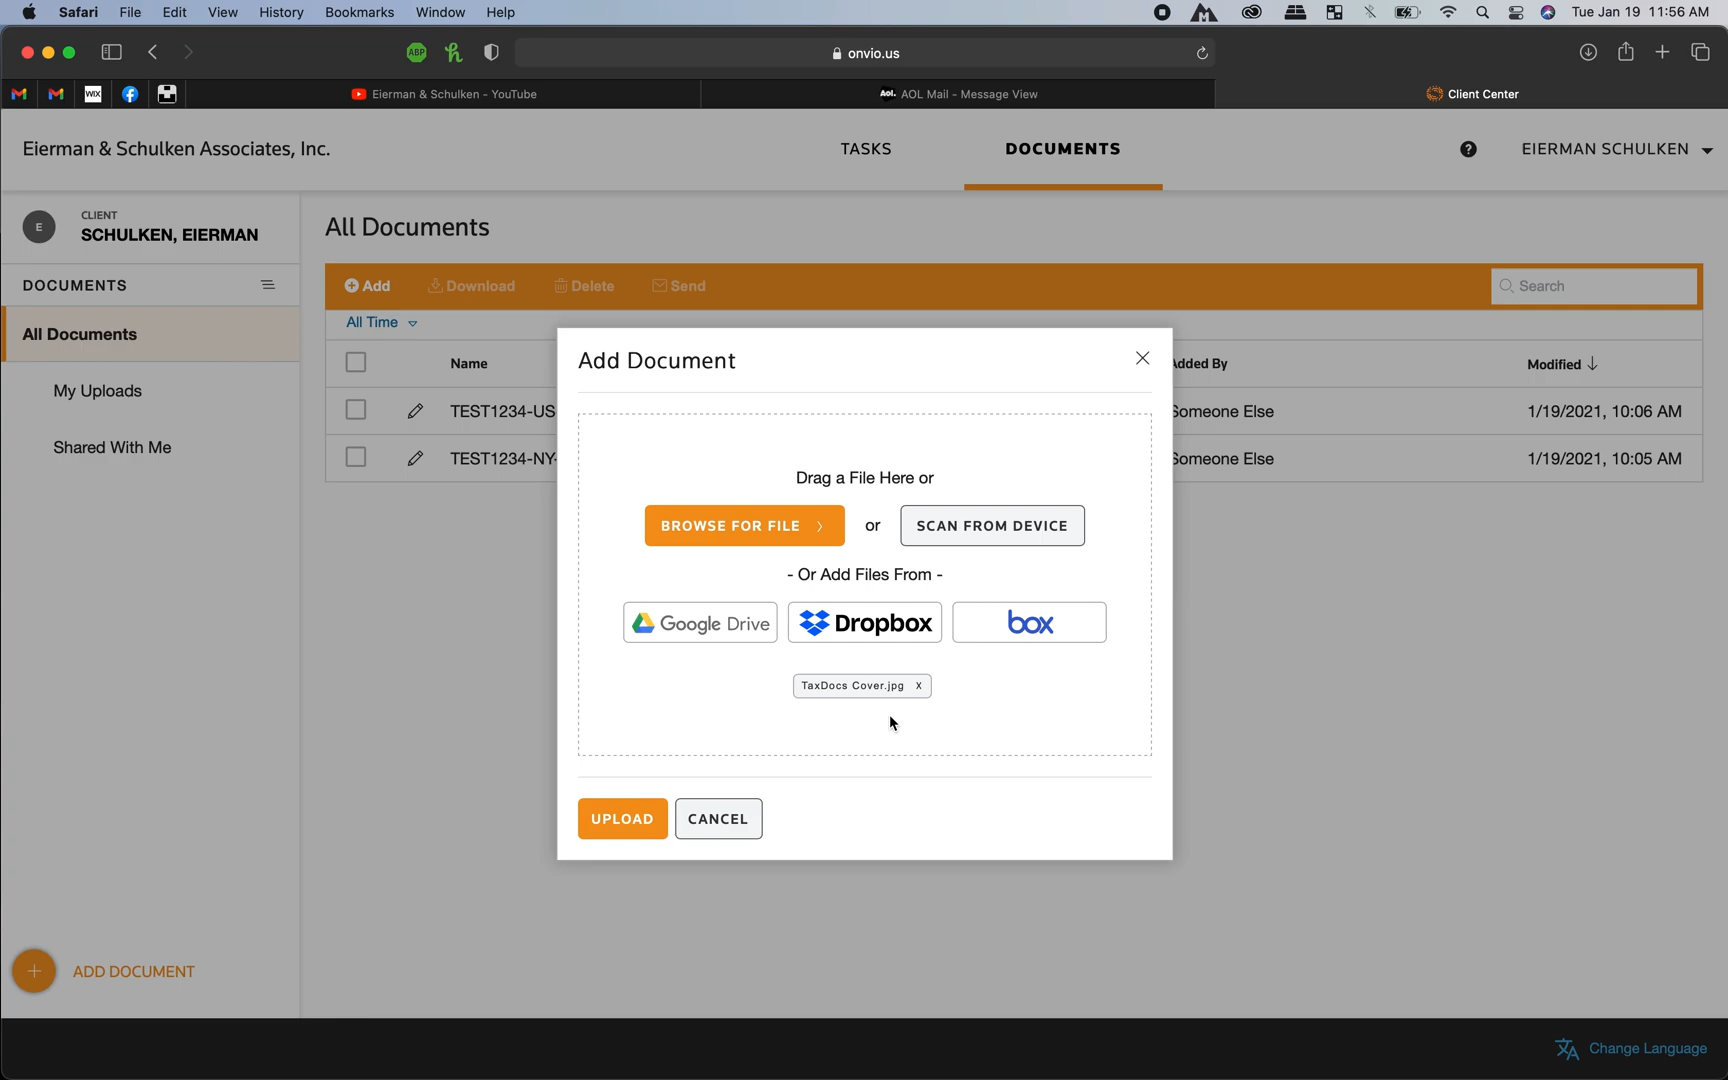 Safari File Edit View History Bookmarks Window Help Tue Jan 19 11:56 AM
ABP onvio.us
WIX Eierman & Schulken - YouTube Aol. AOL Mail - Message View Client Center
Eierman & Schulken Associates, Inc. TASKS DOCUMENTS ? EIERMAN SCHULKEN
E CLIENT
SCHULKEN, EIERMAN
All Documents
DOCUMENTS
Add Download Delete Send Search
All Documents
All Time
My Uploads
Shared With Me
Name Added By Modified
TEST1234-US Someone Else 1/19/2021, 10:06 AM
TEST1234-NY- Someone Else 1/19/2021, 10:05 AM
Add Document
Drag a File Here or
BROWSE FOR FILE > or SCAN FROM DEVICE
- Or Add Files From -
Google Drive Dropbox box
TaxDocs Cover.jpg x
UPLOAD CANCEL
+ ADD DOCUMENT
Change Language